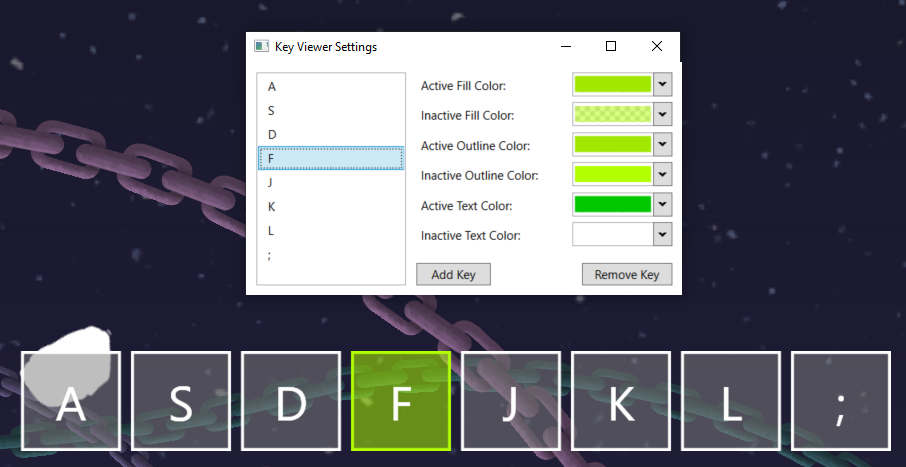 Key Viewer Settings
A
S
D
F
J
K
L
;
Active Fill Color:
Inactive Fill Color:
Active Outline Color:
Inactive Outline Color:
Active Text Color:
Inactive Text Color:
Add Key
Remove Key
A S D F J K L ;